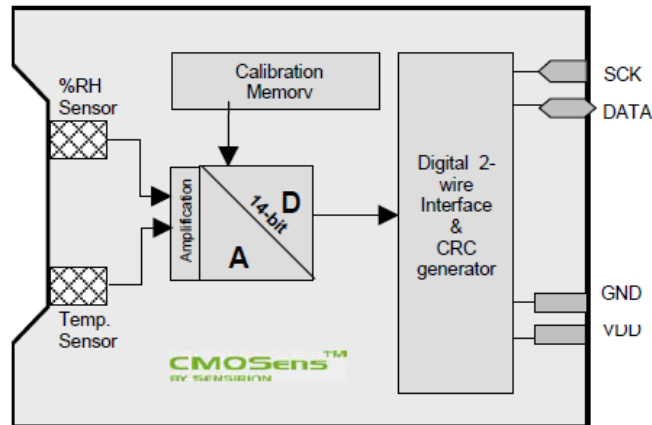 %RH
Sensor
Calibration
Memory
SCK
DATA
Digital 2-
wire
Interface
&
CRC
generator
Amplification
14-bit
D
A
GND
VDD
Temp.
Sensor
CMOSens™
BY SENSIRION